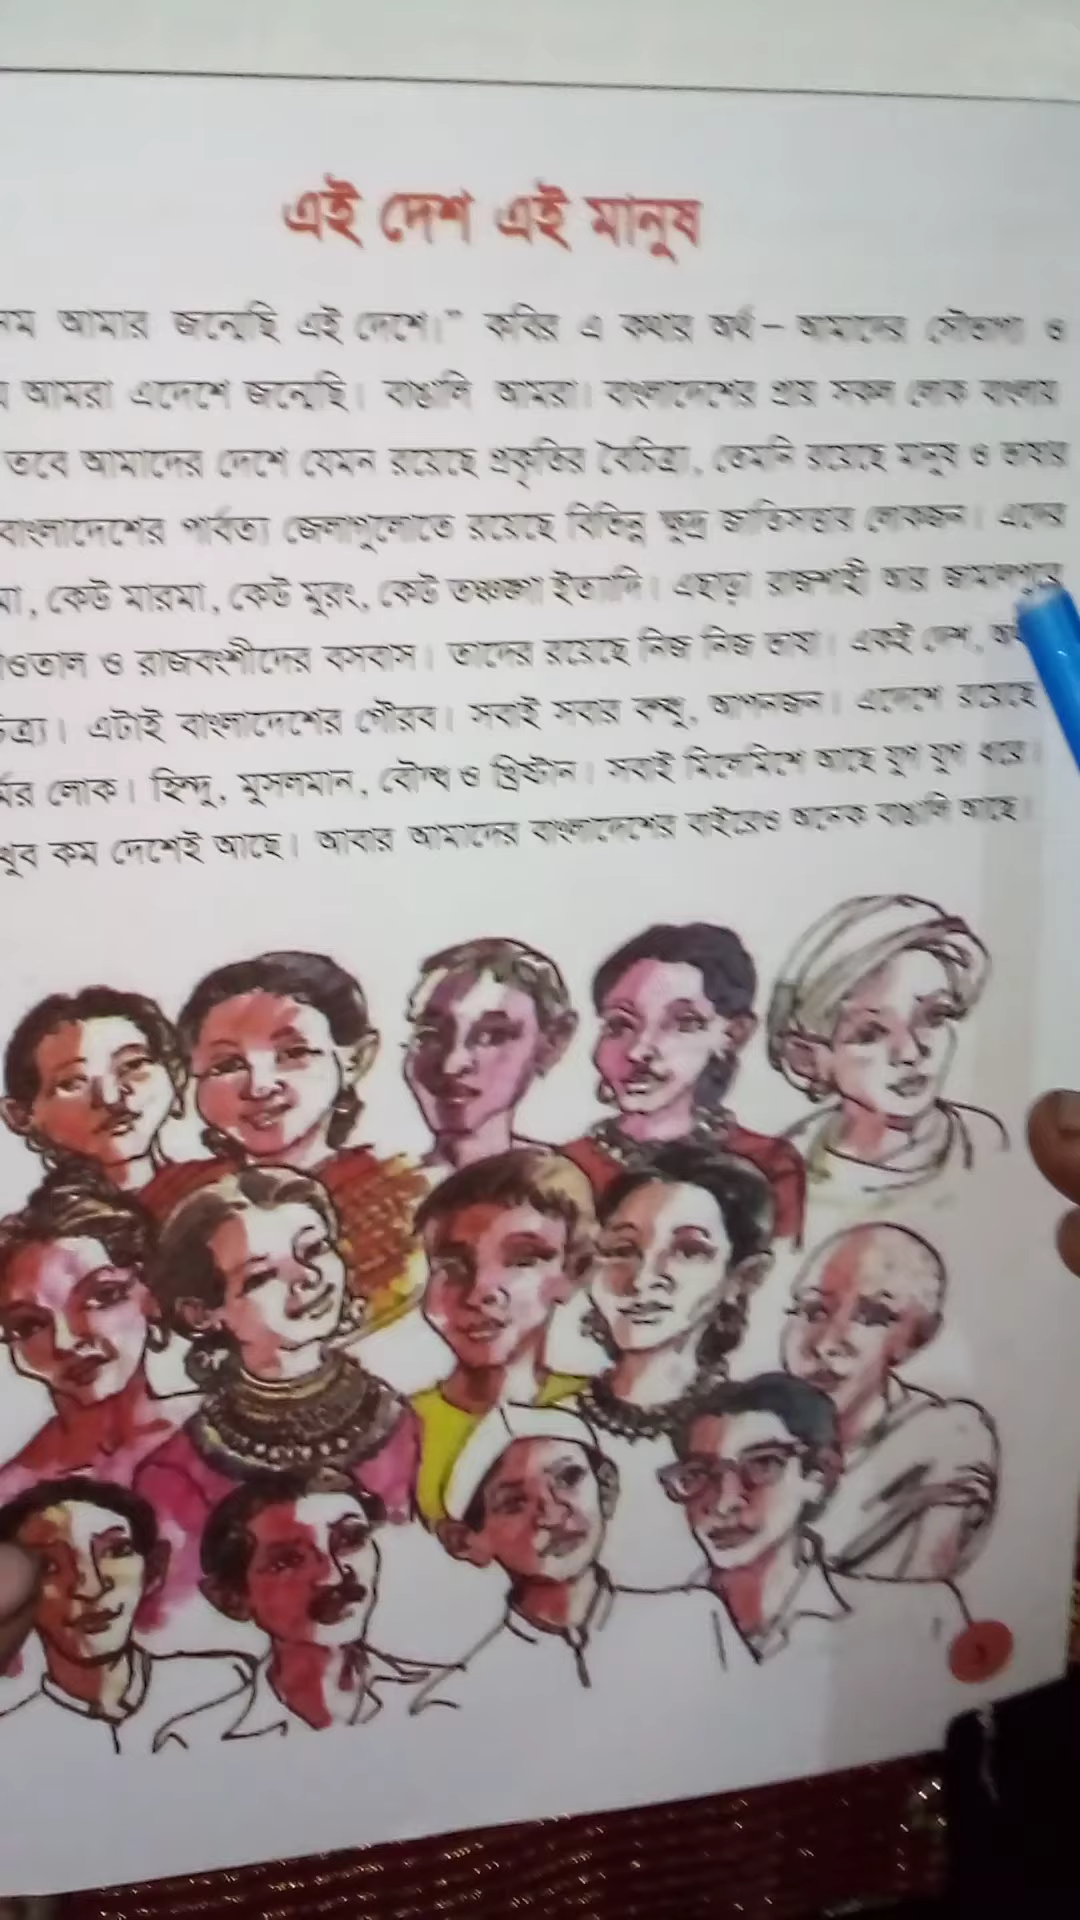 এই দেশ এই মানুষ
আমার জন্মেছি এই দেশে।” কবির এ কথার অর্থ – আমাদের সৌভাগ্য ও
আমরা এদেশে জন্মেছি। বাঙালি আমরা। বাংলাদেশের প্রায় সকল লোক বাংলায়
তবে আমাদের দেশে যেমন রয়েছে প্রকৃতির বৈচিত্র্য, তেমনি রয়েছে মানুষ ও ভাষার
বাংলাদেশের পার্বত্য জেলাগুলোতে রয়েছে বিভিন্ন ক্ষুদ্র জাতিসত্তার লোকজন। এদের
কেউ মারমা, কেউ মুরং, কেউ তঞ্চঙ্গা ইত্যাদি। এছাড়া রাজশাহী আর জামালপুরে
ও রাজবংশীদের বসবাস। তাদের রয়েছে নিজ নিজ ভাষা। একই দেশ,
এটাই বাংলাদেশের গৌরব। সবাই সবার বন্ধু, আপনজন। এদেশে রয়েছে
লোক। হিন্দু, মুসলমান, বৌদ্ধ ও খ্রিষ্টান। সবাই মিলেমিশে আছে যুগ যুগ ধরে।
খুব কম দেশেই আছে। আবার আমাদের বাংলাদেশের বাইরেও অনেক বাঙালি আছে।